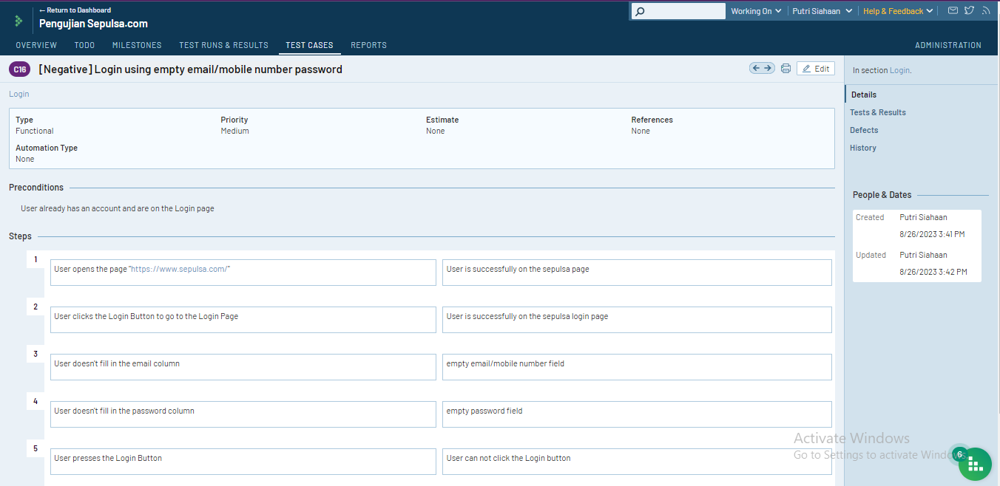 ← Return to Dashboard
Pengujian Sepulsa.com
Working On
Putri Siahaan
Help & Feedback
OVERVIEW TODO MILESTONES TEST RUNS & RESULTS TEST CASES REPORTS ADMINISTRATION
C16 [Negative] Login using empty email/mobile number password
Edit
In section Login.
Login
Details
Tests & Results
Defects
History
Type
Functional
Priority
Medium
Estimate
None
References
None
Automation Type
None
Preconditions
User already has an account and are on the Login page
People & Dates
Created Putri Siahaan
8/26/2023 3:41 PM
Updated Putri Siahaan
8/26/2023 3:42 PM
Steps
1
User opens the page "https://www.sepulsa.com/"
User is successfully on the sepulsa page
2
User clicks the Login Button to go to the Login Page
User is successfully on the sepulsa login page
3
User doesn't fill in the email column
empty email/mobile number field
4
User doesn't fill in the password column
empty password field
5
User presses the Login Button
User can not click the Login button
Activate Windows
Go to Settings to activate Windows.
6